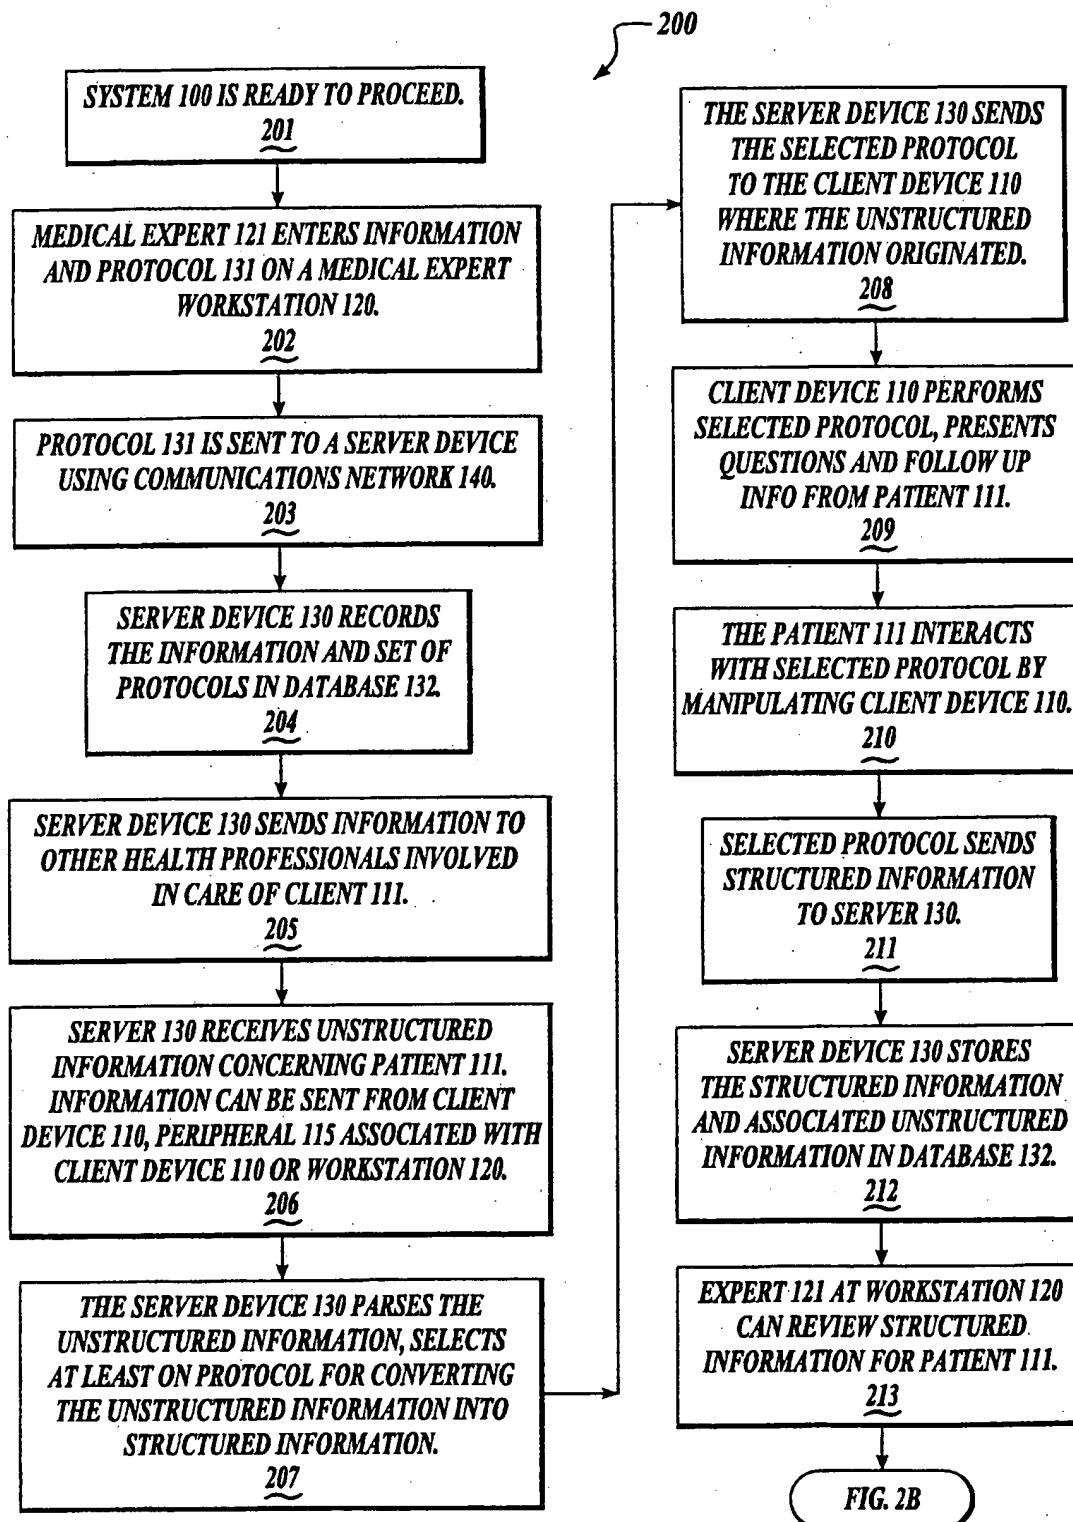 200
SYSTEM 100 IS READY TO PROCEED.
201
MEDICAL EXPERT 121 ENTERS INFORMATION
AND PROTOCOL 131 ON A MEDICAL EXPERT
WORKSTATION 120.
202
PROTOCOL 131 IS SENT TO A SERVER DEVICE
USING COMMUNICATIONS NETWORK 140.
203
SERVER DEVICE 130 RECORDS
THE INFORMATION AND SET OF
PROTOCOLS IN DATABASE 132.
204
SERVER DEVICE 130 SENDS INFORMATION TO
OTHER HEALTH PROFESSIONALS INVOLVED
IN CARE OF CLIENT 111.
205
SERVER 130 RECEIVES UNSTRUCTURED
INFORMATION CONCERNING PATIENT 111.
INFORMATION CAN BE SENT FROM CLIENT
DEVICE 110, PERIPHERAL 115 ASSOCIATED WITH
CLIENT DEVICE 110 OR WORKSTATION 120.
206
THE SERVER DEVICE 130 PARSES THE
UNSTRUCTURED INFORMATION, SELECTS
AT LEAST ON PROTOCOL FOR CONVERTING
THE UNSTRUCTURED INFORMATION INTO
STRUCTURED INFORMATION.
207
THE SERVER DEVICE 130 SENDS
THE SELECTED PROTOCOL
TO THE CLIENT DEVICE 110
WHERE THE UNSTRUCTURED
INFORMATION ORIGINATED.
208
CLIENT DEVICE 110 PERFORMS
SELECTED PROTOCOL, PRESENTS
QUESTIONS AND FOLLOW UP
INFO FROM PATIENT 111.
209
THE PATIENT 111 INTERACTS
WITH SELECTED PROTOCOL BY
MANIPULATING CLIENT DEVICE 110.
210
SELECTED PROTOCOL SENDS
STRUCTURED INFORMATION
TO SERVER 130.
211
SERVER DEVICE 130 STORES
THE STRUCTURED INFORMATION
AND ASSOCIATED UNSTRUCTURED
INFORMATION IN DATABASE 132.
212
EXPERT 121 AT WORKSTATION 120
CAN REVIEW STRUCTURED
INFORMATION FOR PATIENT 111.
213
FIG. 2B